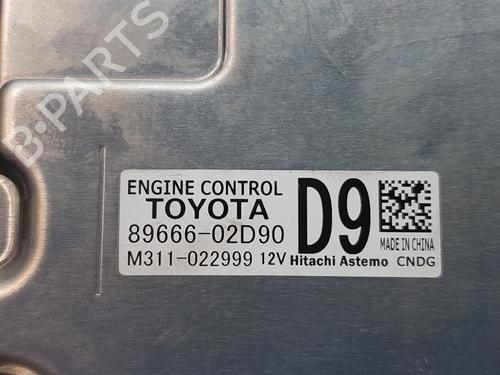 B-PARTS
ENGINE CONTROL
TOYOTA
89666-02D90
D9
MADE IN CHINA
M311-022999 12V Hitachi Astemo CNDG